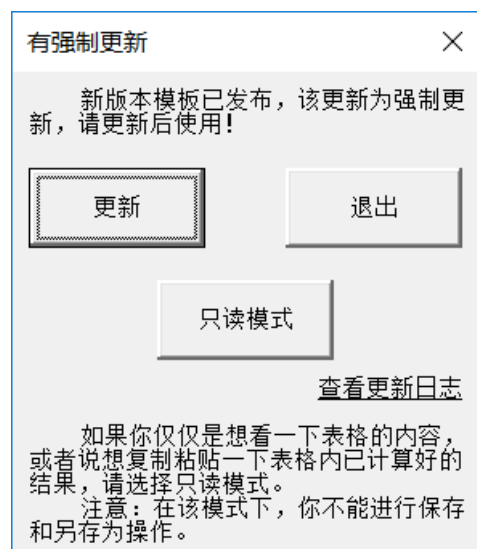 有强制更新
新版本模板已发布，该更新为强制更
新，请更新后使用!
更新
退出
只读模式
查看更新日志
如果你仅仅是想看一下表格的内容，
或者说想复制粘贴一下表格内已计算好的
结果，请选择只读模式。
注意：在该模式下，你不能进行保存
和另存为操作。